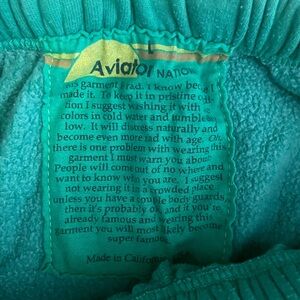 L
Aviator NATION
garment is rad. I know bec I
made it. To keep it in pristine con
tion I suggest washing it with
colors in cold water and tumble
low. It will distress naturally and
become even more rad with age. On
there is one problem with wearing this
garment I must warn you about
People will come out of no where and
want to know who you are. I suggest
not wearing it in a crowded place
unless you have a couple body guards
then it's probably ok, and if you're
already famous and wearing this
garment you will most likely become
super famous.
Made in California